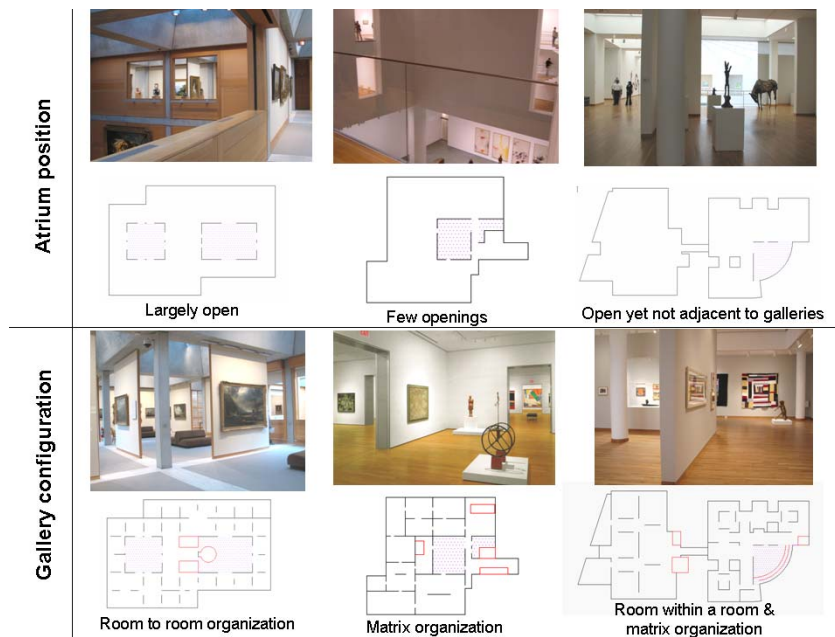 Atrium position
Largely open
Few openings
Open yet not adjacent to galleries
Gallery configuration
Room to room organization
Matrix organization
Room within a room &
matrix organization